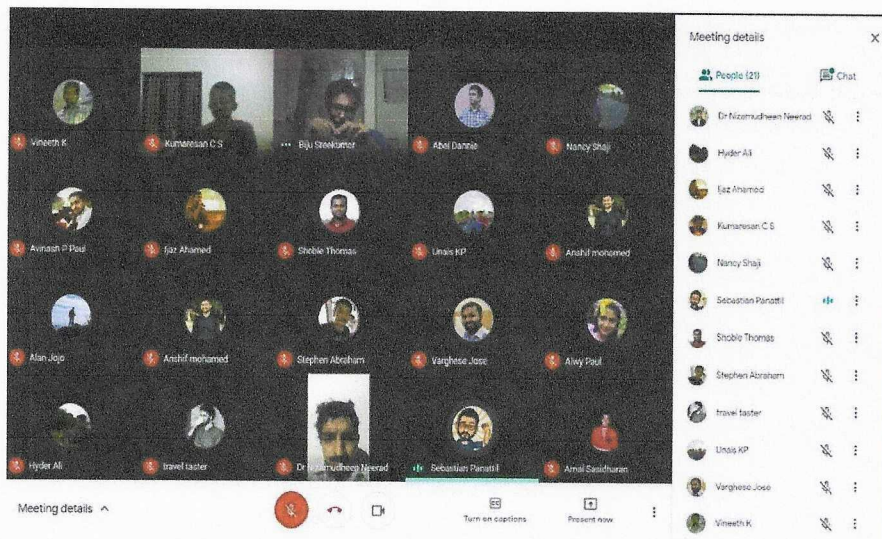 Meeting details
People (21)
Chat
Vineeth K
Kumaresan C S
Biju Sreekumar
Abel Dannie
Nancy Shaji
Avinash P Paul
Ijaz Ahamed
Shoble Thomas
Unais KP
Anshif mohamed
Alan Jojo
Anshif mohamed
Stephen Abraham
Varghese Jose
Alwy Paul
Hyder Ali
travel taster
Dr Nizamudheen Neerad
Sebastian Panattil
Amal Sasidharan
Dr Nizamudheen Neerad
Hyder Ali
Ijaz Ahamed
Kumaresan C S
Nancy Shaji
Sebastian Panattil
Shoble Thomas
Stephen Abraham
travel taster
Unais KP
Varghese Jose
Vineeth K
Meeting details
CC
Turn on captions
Present now